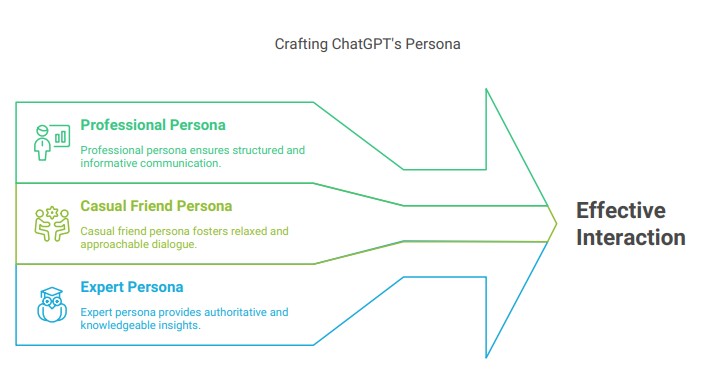 Crafting ChatGPT's Persona
Professional Persona
Professional persona ensures structured and
informative communication.
Casual Friend Persona
Casual friend persona fosters relaxed and
approachable dialogue.
Expert Persona
Expert persona provides authoritative and
knowledgeable insights.
Effective
Interaction